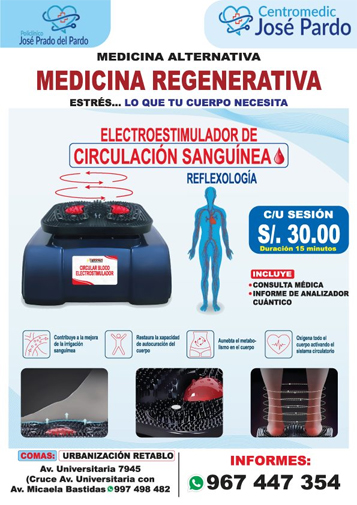 Policlínico
José Prado del Pardo
Centromedic
José Pardo
MEDICINA ALTERNATIVA
MEDICINA REGENERATIVA
ESTRÉS... LO QUE TU CUERPO NECESITA
ELECTROESTIMULADOR DE
CIRCULACIÓN SANGUÍNEA
REFLEXOLOGÍA
CIRCULAR BLOOD
ELECTROESTIMULADOR
C/U SESIÓN
S/. 30.00
Duración 15 minutos
INCLUYE
• CONSULTA MÉDICA
• INFORME DE ANALIZADOR
CUÁNTICO
Contribuye a la mejora
de la irrigación
sanguínea
Restaura la capacidad
de autocuración del
cuerpo
Aumenta el metabo-
lismo en el cuerpo
Oxigena todo el
cuerpo activando el
sistema circulatorio
COMAS: URBANIZACIÓN RETABLO
Av. Universitaria 7945
(Cruce Av. Universitaria con
Av. Micaela Bastidas 997 498 482
INFORMES:
967 447 354